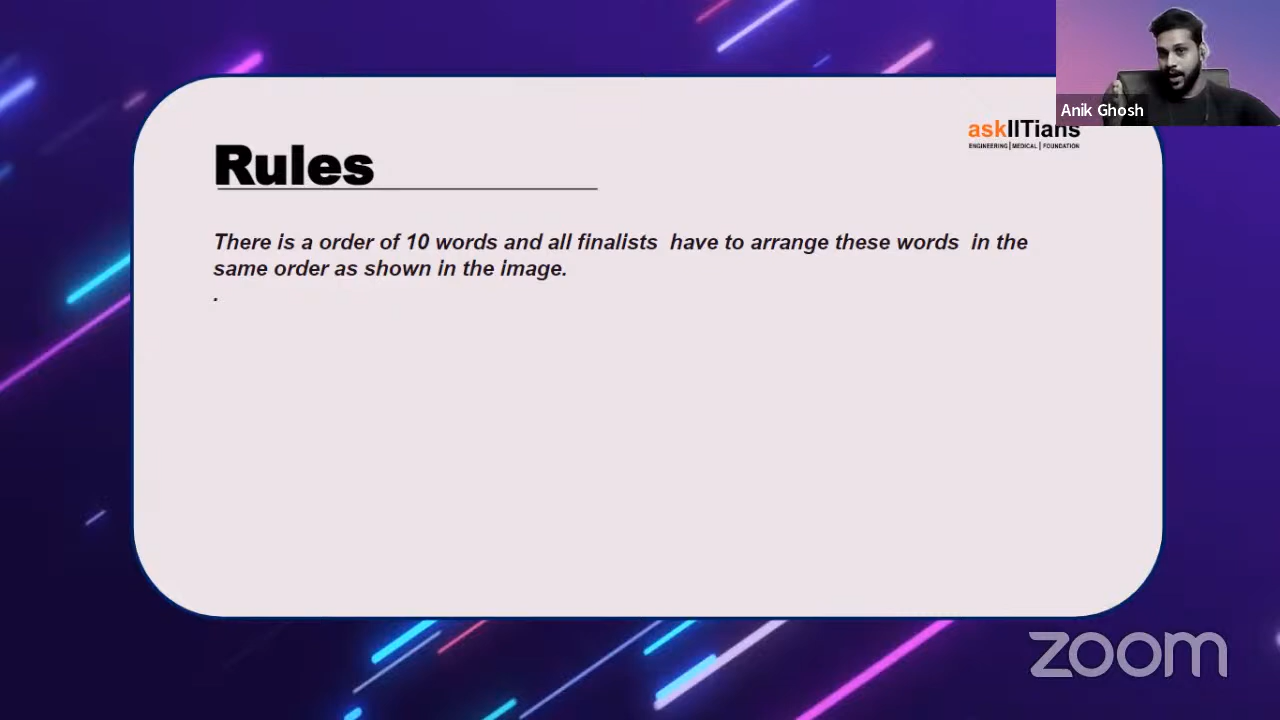 Anik Ghosh
askIITians
ENGINEERING | MEDICAL | FOUNDATION
Rules
There is a order of 10 words and all finalists have to arrange these words in the
same order as shown in the image.
.
zoom